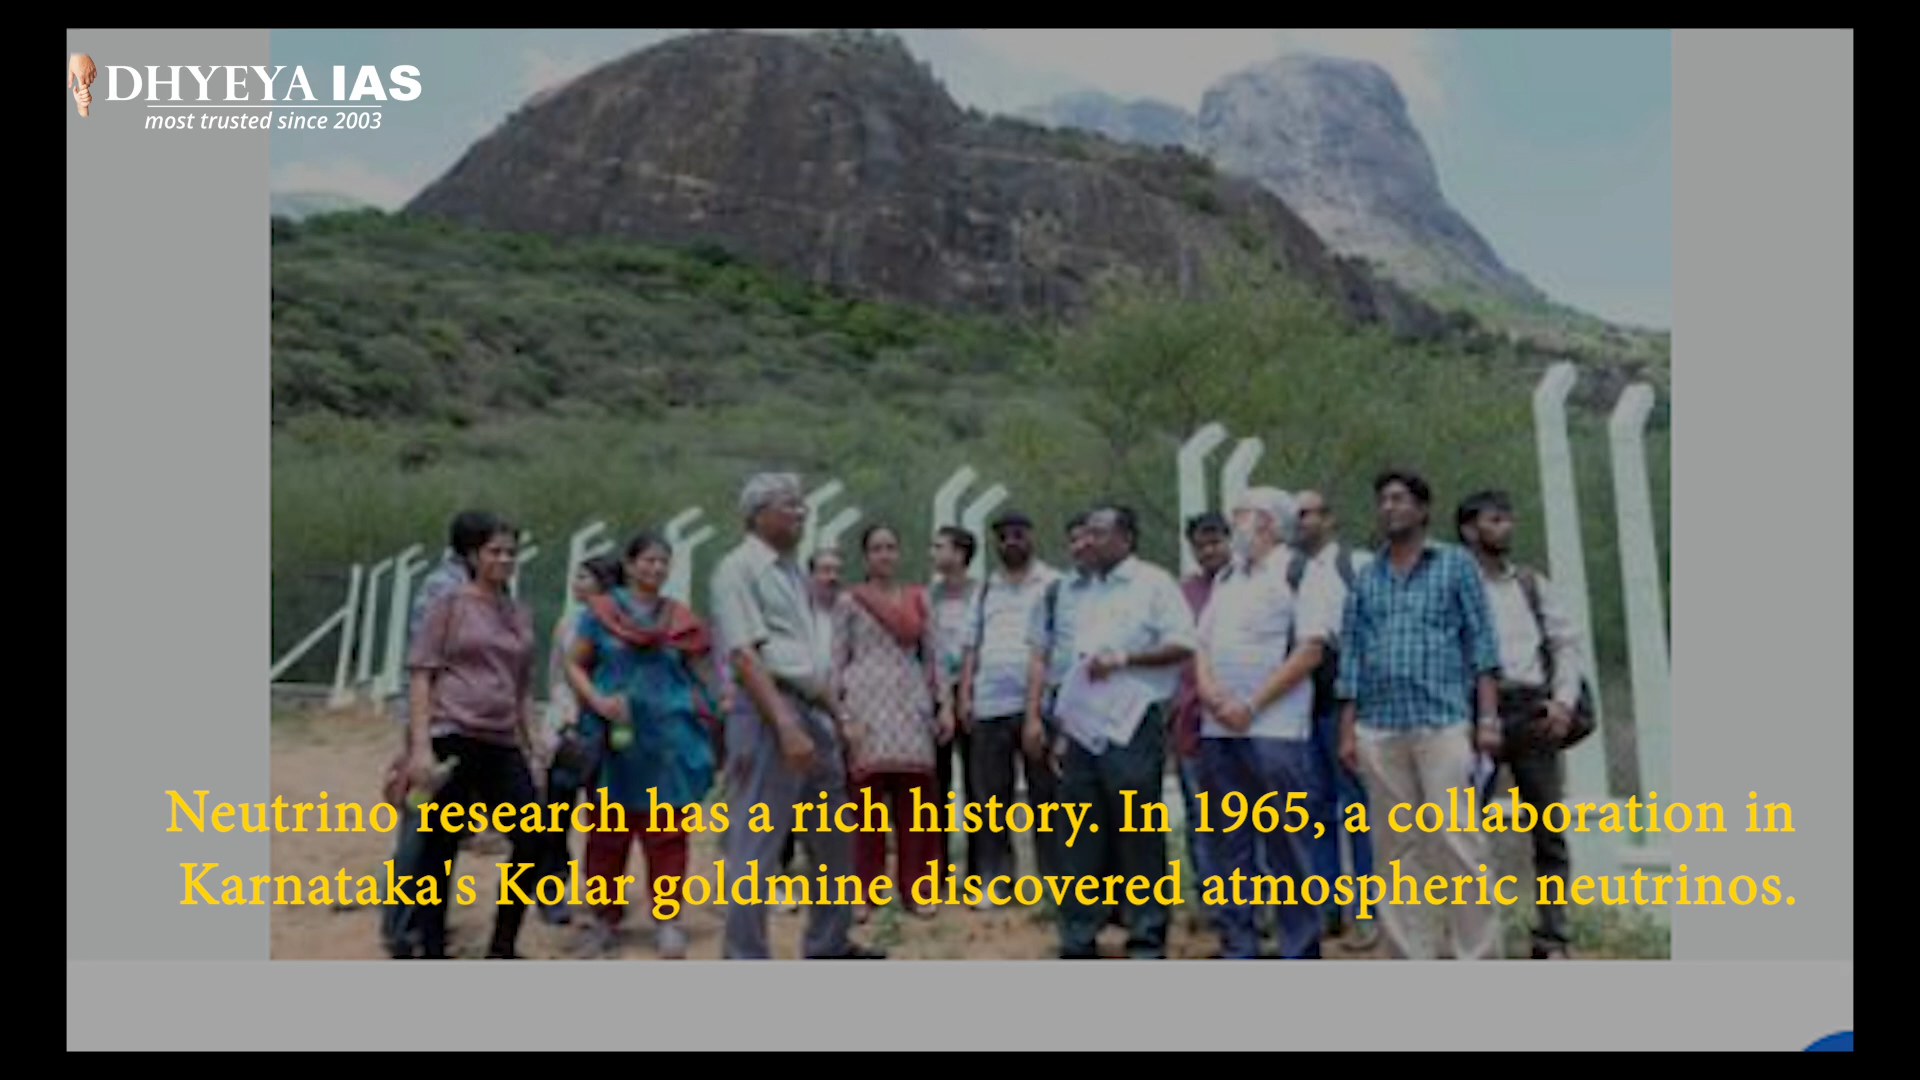 DHYEYA IAS
most trusted since 2003
Neutrino research has a rich history. In 1965, a collaboration in
Karnataka's Kolar goldmine discovered atmospheric neutrinos.